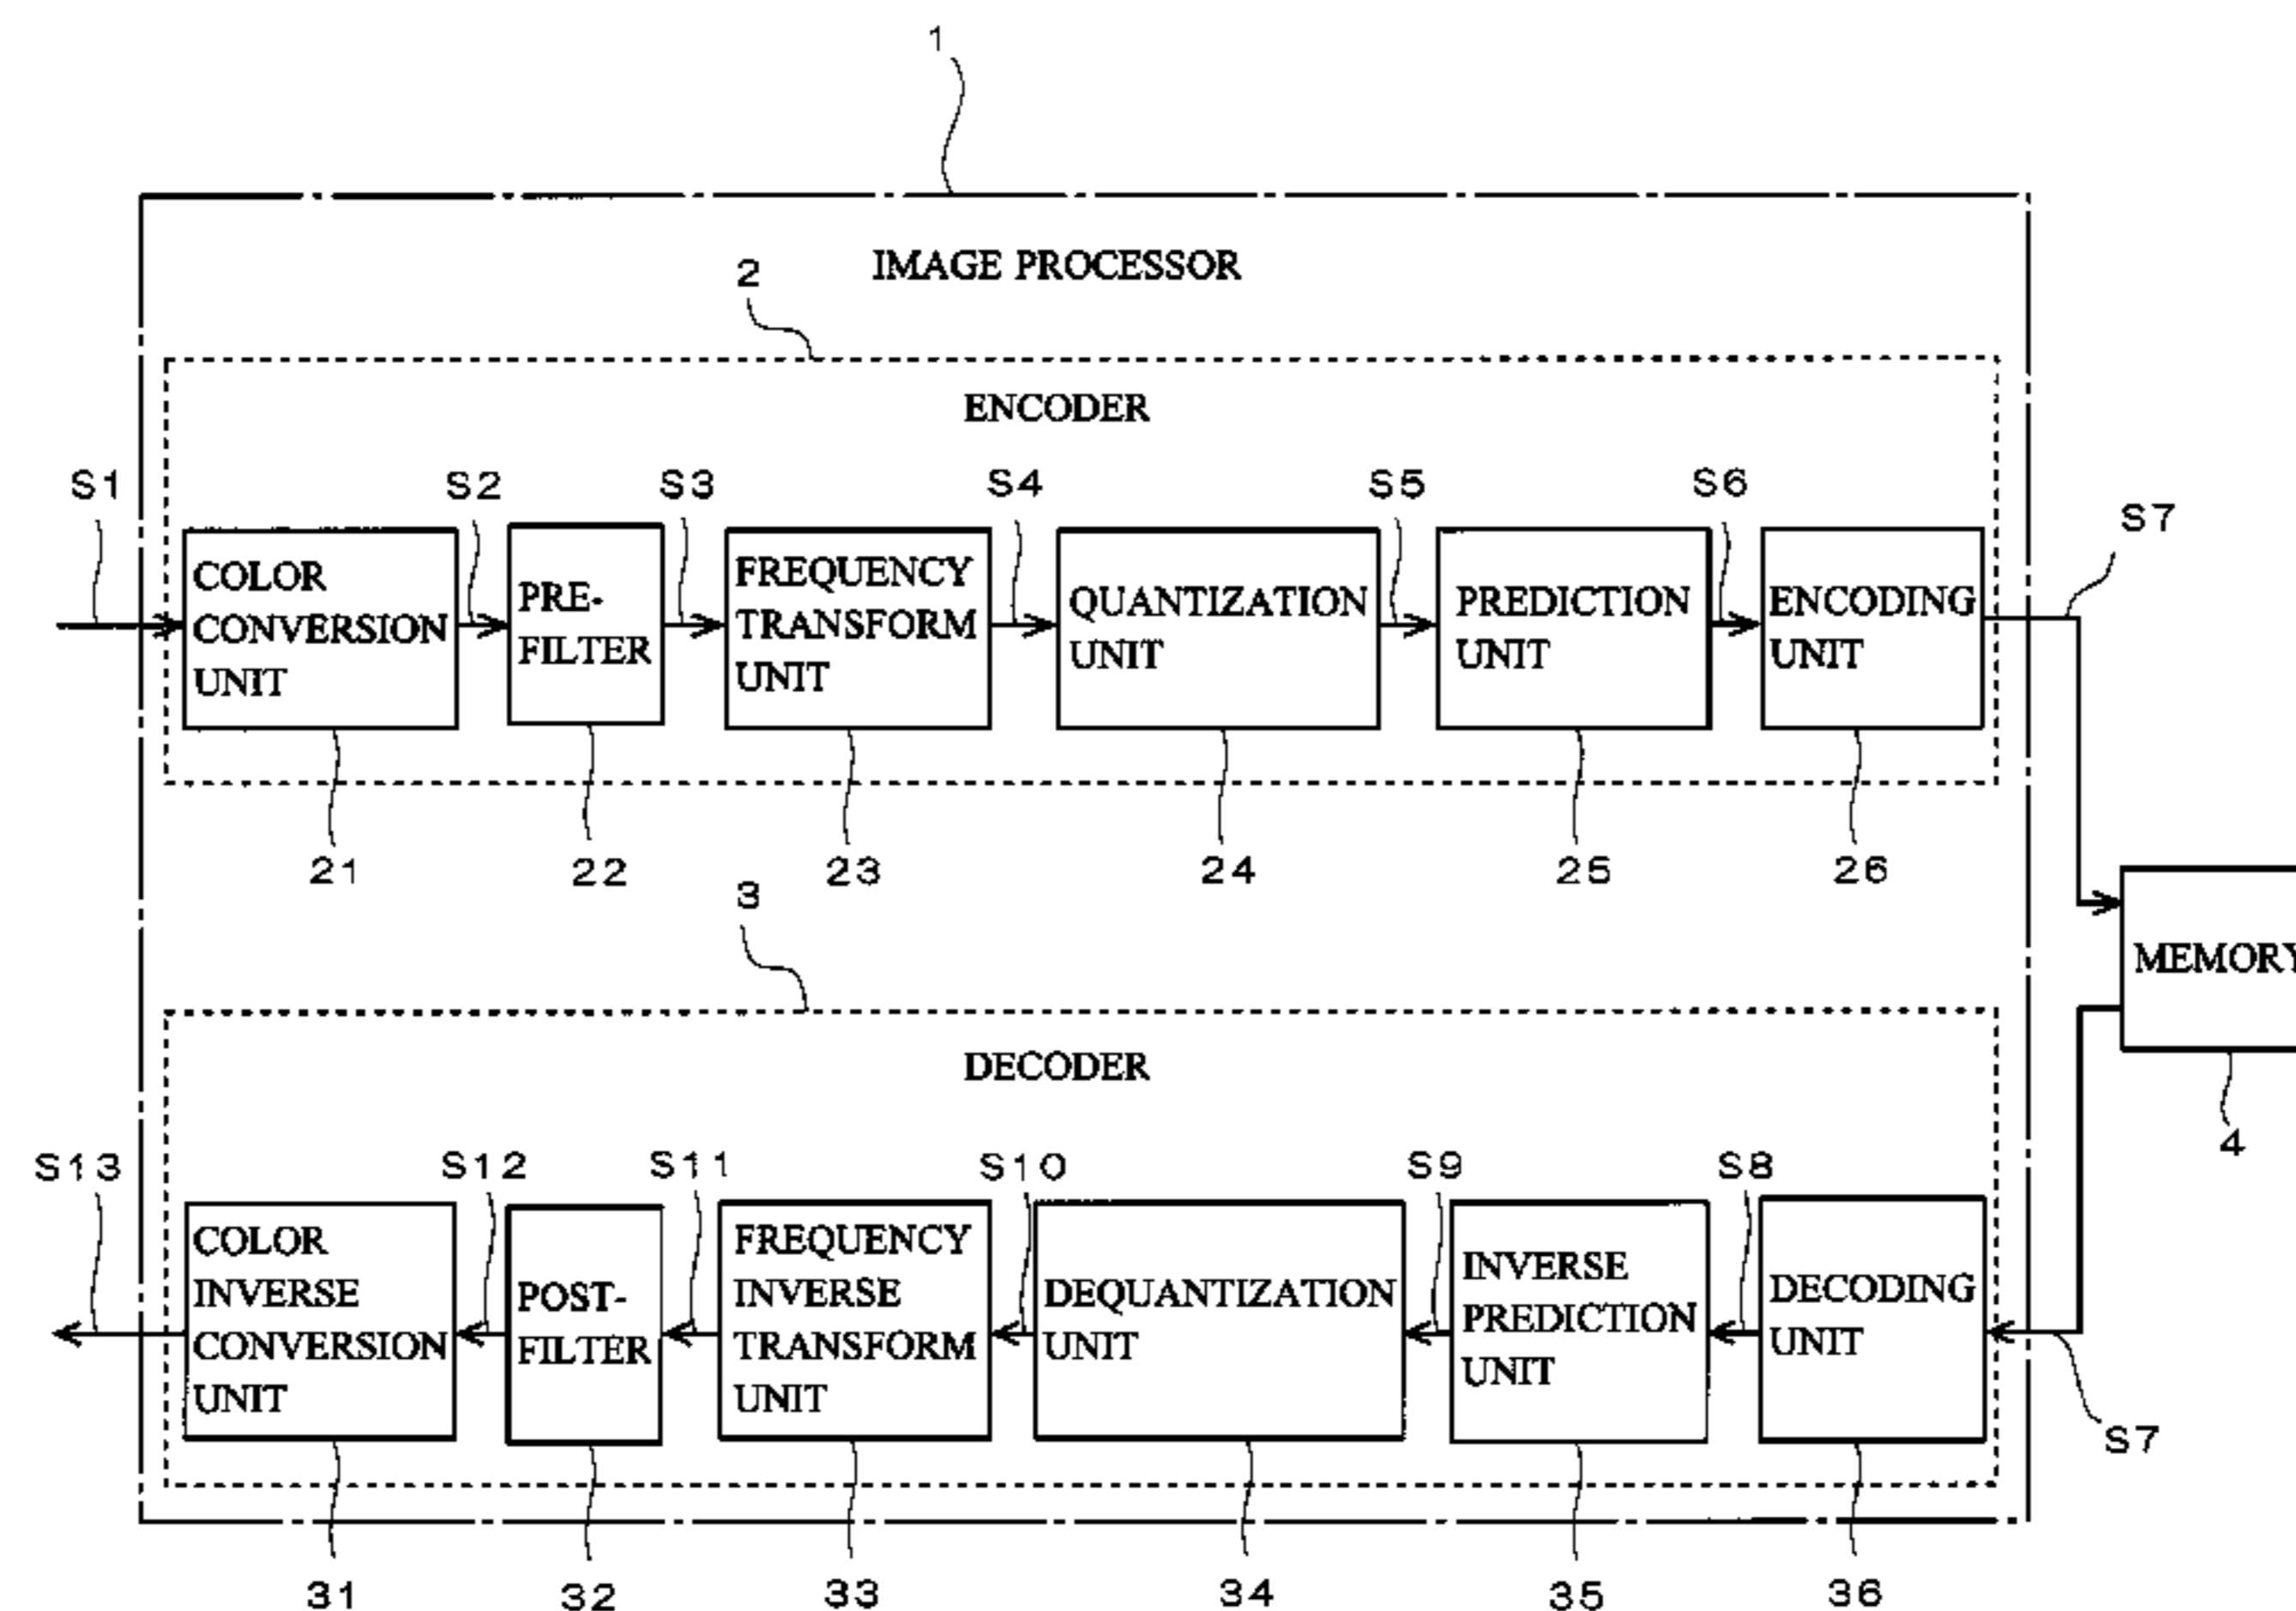 1
IMAGE PROCESSOR
2
ENCODER
S1
S2
S3
S4
S5
S6
S7
COLOR
CONVERSION
UNIT
PRE-
FILTER
FREQUENCY
TRANSFORM
UNIT
QUANTIZATION
UNIT
PREDICTION
UNIT
ENCODING
UNIT
21
22
23
24
25
26
MEMORY
4
3
DECODER
S13
S12
S11
S10
S9
S8
S7
COLOR
INVERSE
CONVERSION
UNIT
POST-
FILTER
FREQUENCY
INVERSE
TRANSFORM
UNIT
DEQUANTIZATION
UNIT
INVERSE
PREDICTION
UNIT
DECODING
UNIT
31
32
33
34
35
36